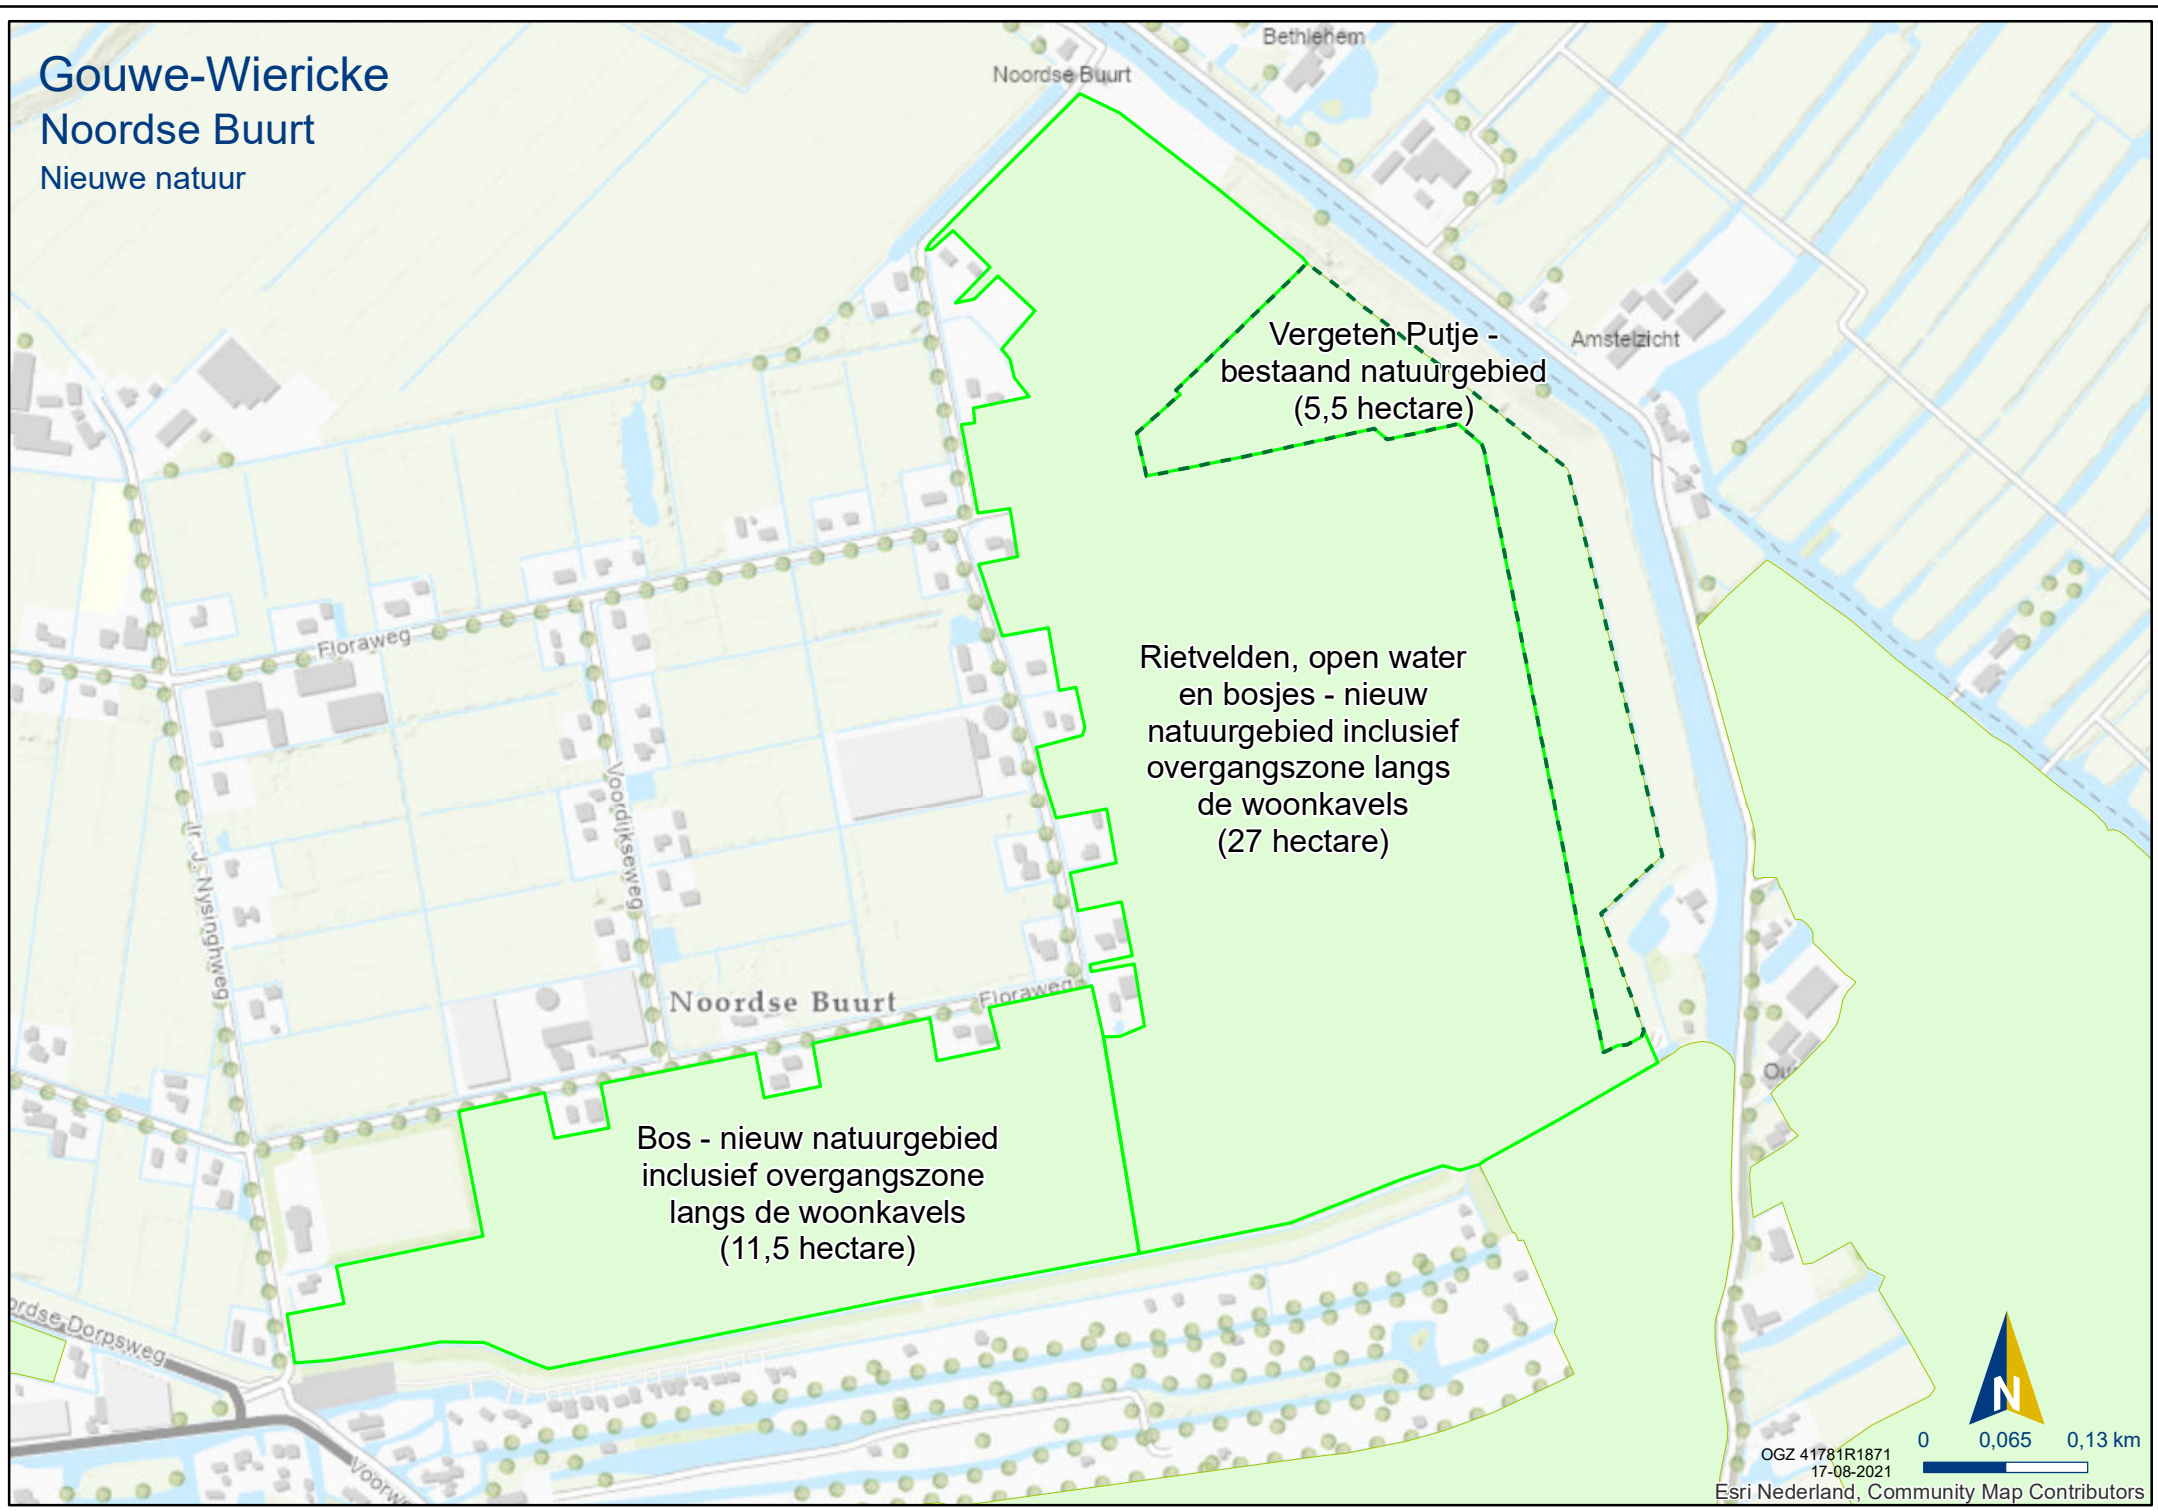 Gouwe-Wiericke
Noordse Buurt
Nieuwe natuur
Bethlehem
Noordse Buurt
Amstelzicht
Vergeten Putje -
bestaand natuurgebied
(5,5 hectare)
Floraweg
Rietvelden, open water
en bosjes - nieuw
natuurgebied inclusief
overgangszone langs
de woonkavels
(27 hectare)
Voordijkseweg
Ir. J. Nysinghweg
Noordse Buurt
Floraweg
Bos - nieuw natuurgebied
inclusief overgangszone
langs de woonkavels
(11,5 hectare)
Dorpsweg
N
0 0,065 0,13 km
OGZ 41781R1871
17-08-2021
Esri Nederland, Community Map Contributors